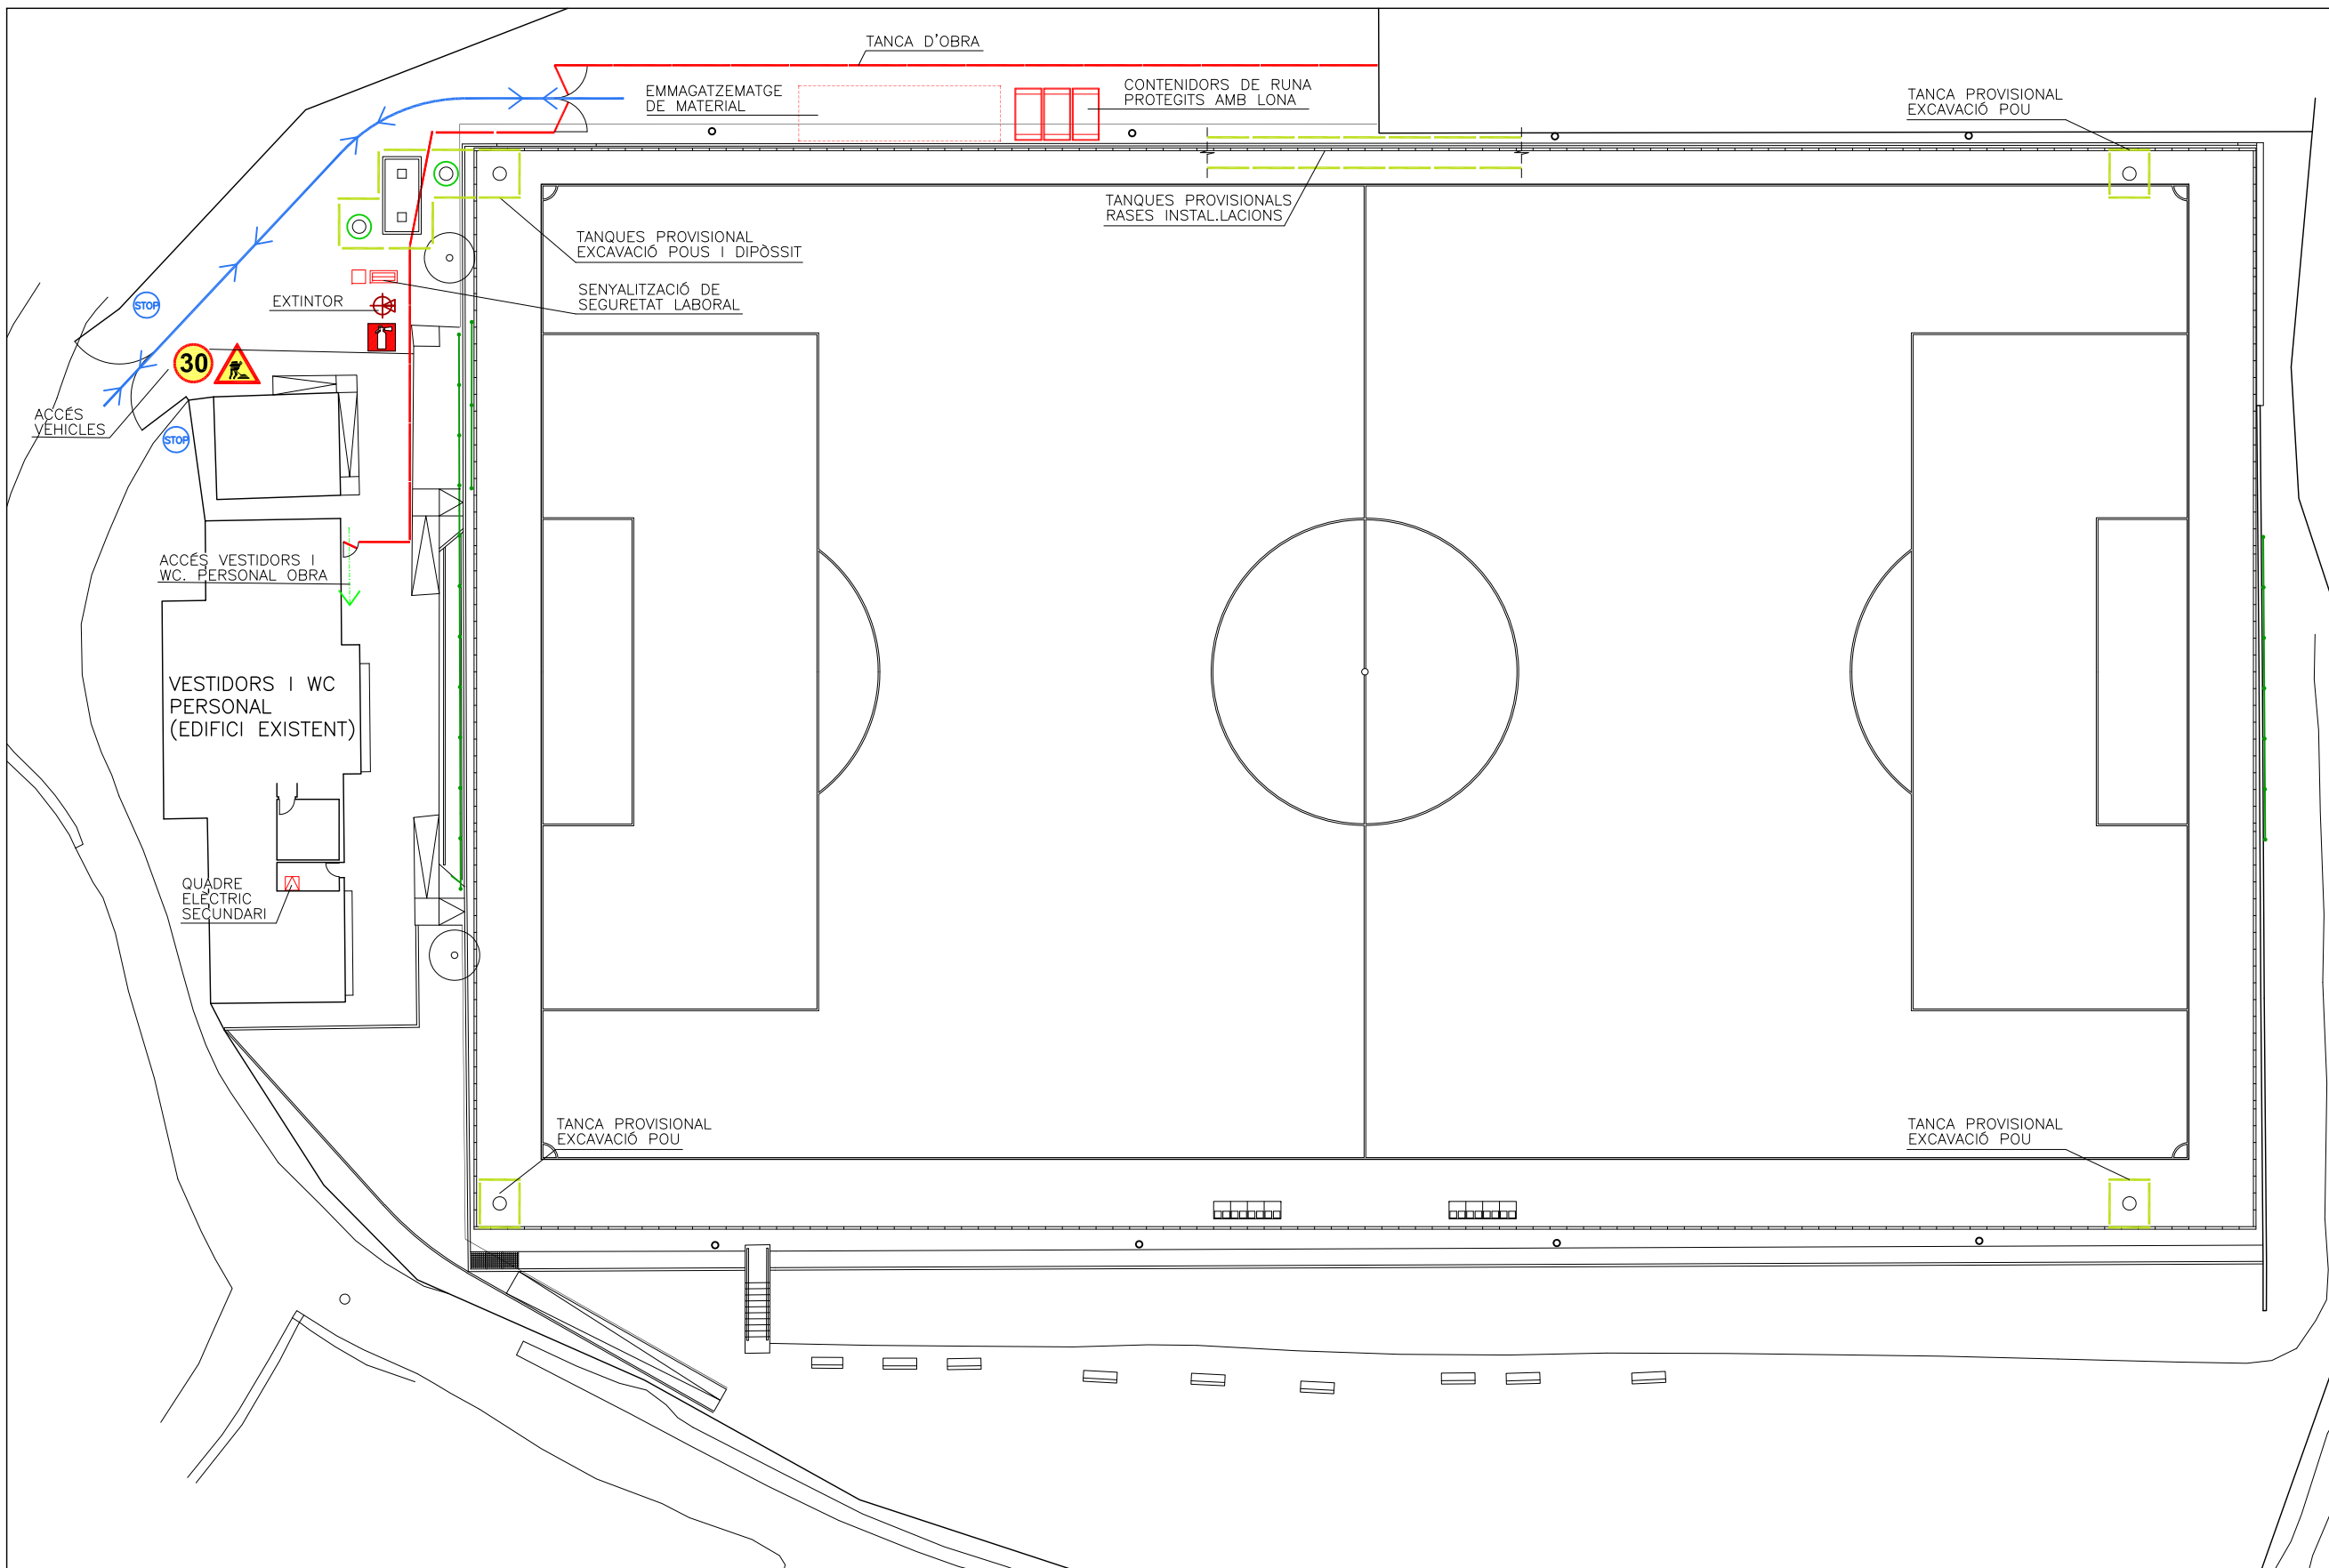 TANCA D'OBRA
EMMAGATZEMATGE
DE MATERIAL
CONTENIDORS DE RUNA
PROTEGITS AMB LONA
TANCA PROVISIONAL
EXCAVACIÓ POU
TANQUES PROVISIONALS
RASES INSTAL.LACIONS
TANQUES PROVISIONAL
EXCAVACIÓ POUS I DIPÒSSIT
SENYALITZACIÓ DE
SEGURETAT LABORAL
EXTINTOR
STOP
30
ACCÉS
VEHICLES
STOP
ACCÉS VESTIDORS I
WC. PERSONAL OBRA
VESTIDORS I WC
PERSONAL
(EDIFICI EXISTENT)
QUADRE
ELÈCTRIC
SECUNDARI
TANCA PROVISIONAL
EXCAVACIÓ POU
TANCA PROVISIONAL
EXCAVACIÓ POU